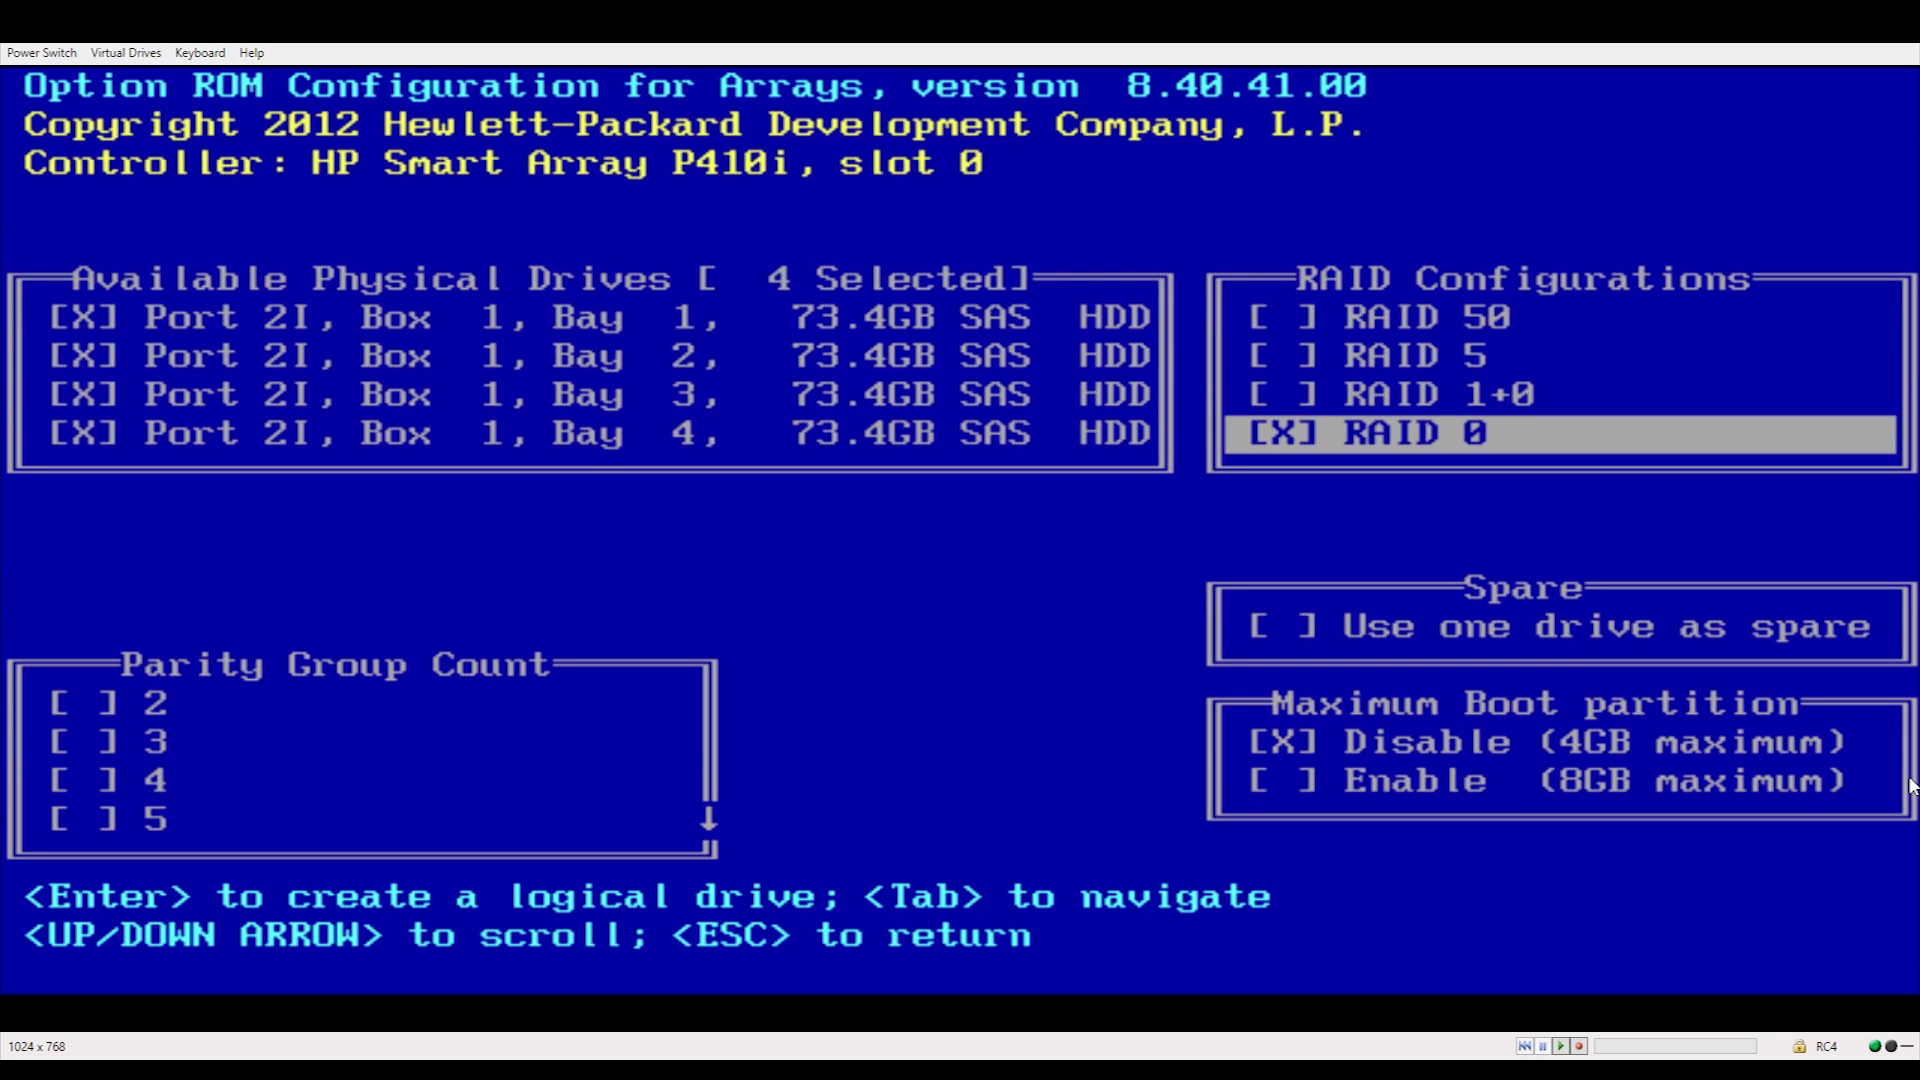 Power Switch Virtual Drives Keyboard Help
Option ROM Configuration for Arrays, version 8.40.41.00
Copyright 2012 Hewlett-Packard Development Company, L.P.
Controller: HP Smart Array P410i, slot 0
Available Physical Drives [ 4 Selected]
[X] Port 2I, Box 1, Bay 1, 73.4GB SAS HDD
[X] Port 2I, Box 1, Bay 2, 73.4GB SAS HDD
[X] Port 2I, Box 1, Bay 3, 73.4GB SAS HDD
[X] Port 2I, Box 1, Bay 4, 73.4GB SAS HDD
RAID Configurations
[ ] RAID 50
[ ] RAID 5
[ ] RAID 1+0
[X] RAID 0
Spare
[ ] Use one drive as spare
Parity Group Count
[ ] 2
[ ] 3
[ ] 4
[ ] 5
Maximum Boot partition
[X] Disable (4GB maximum)
[ ] Enable (8GB maximum)
<Enter> to create a logical drive; <Tab> to navigate
<UP/DOWN ARROW> to scroll; <ESC> to return
1024 x 768
RC4